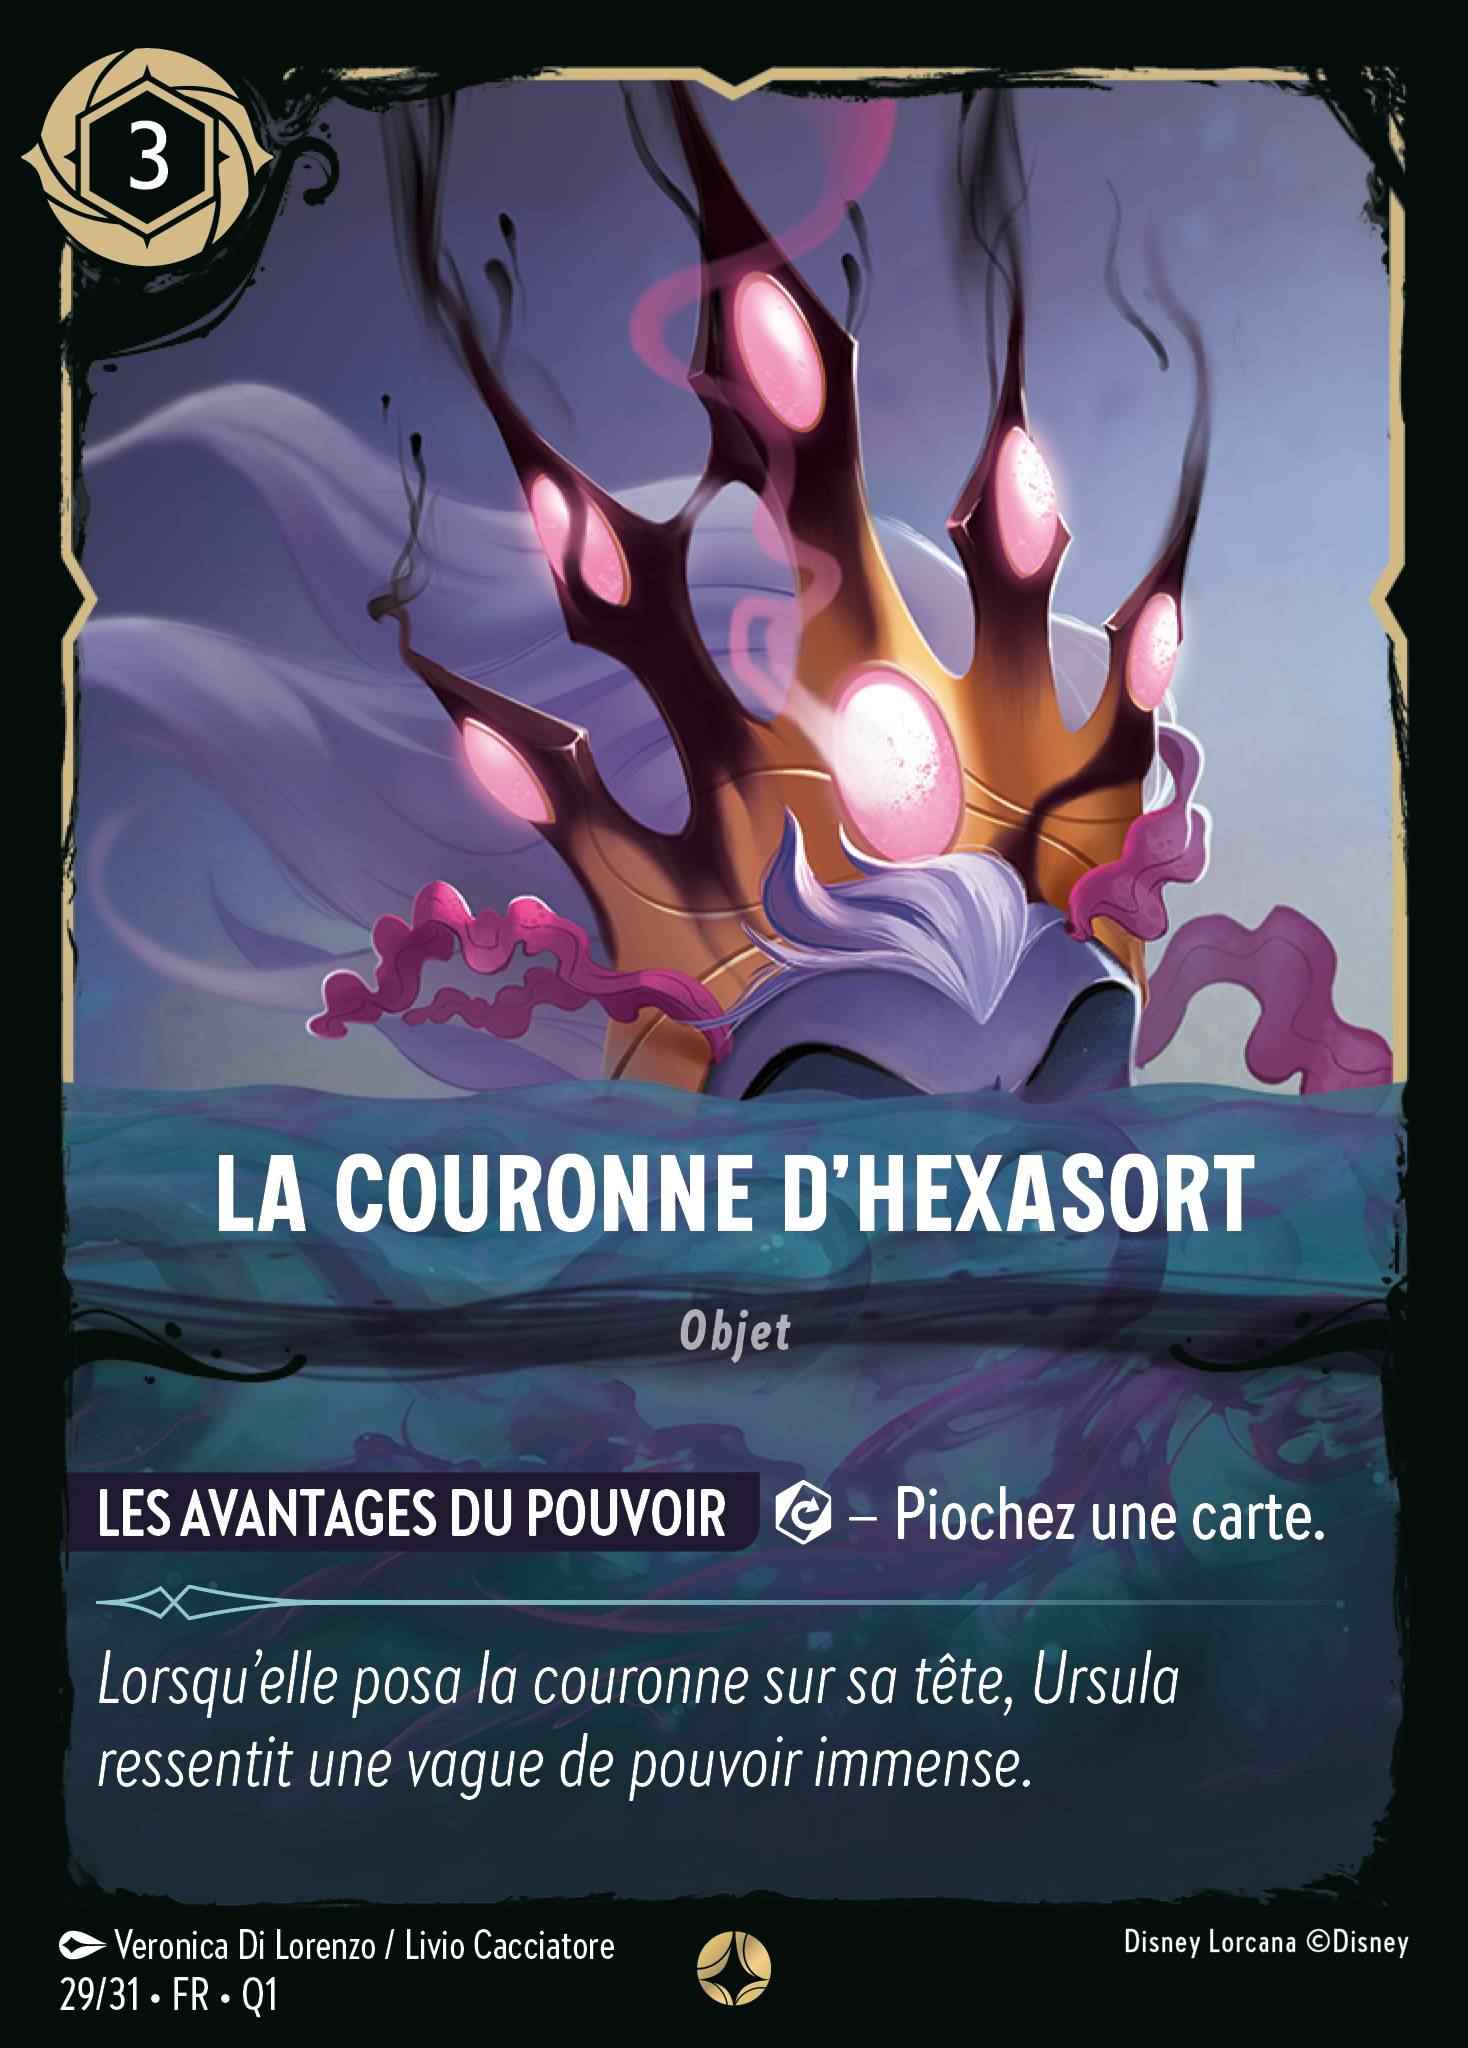 3
LA COURONNE D’HEXASORT
Objet
LES AVANTAGES DU POUVOIR – Piochez une carte.
Lorsqu’elle posa la couronne sur sa tête, Ursula
ressentit une vague de pouvoir immense.
Veronica Di Lorenzo / Livio Cacciatore
Disney Lorcana ©Disney
29/31 • FR • Q1